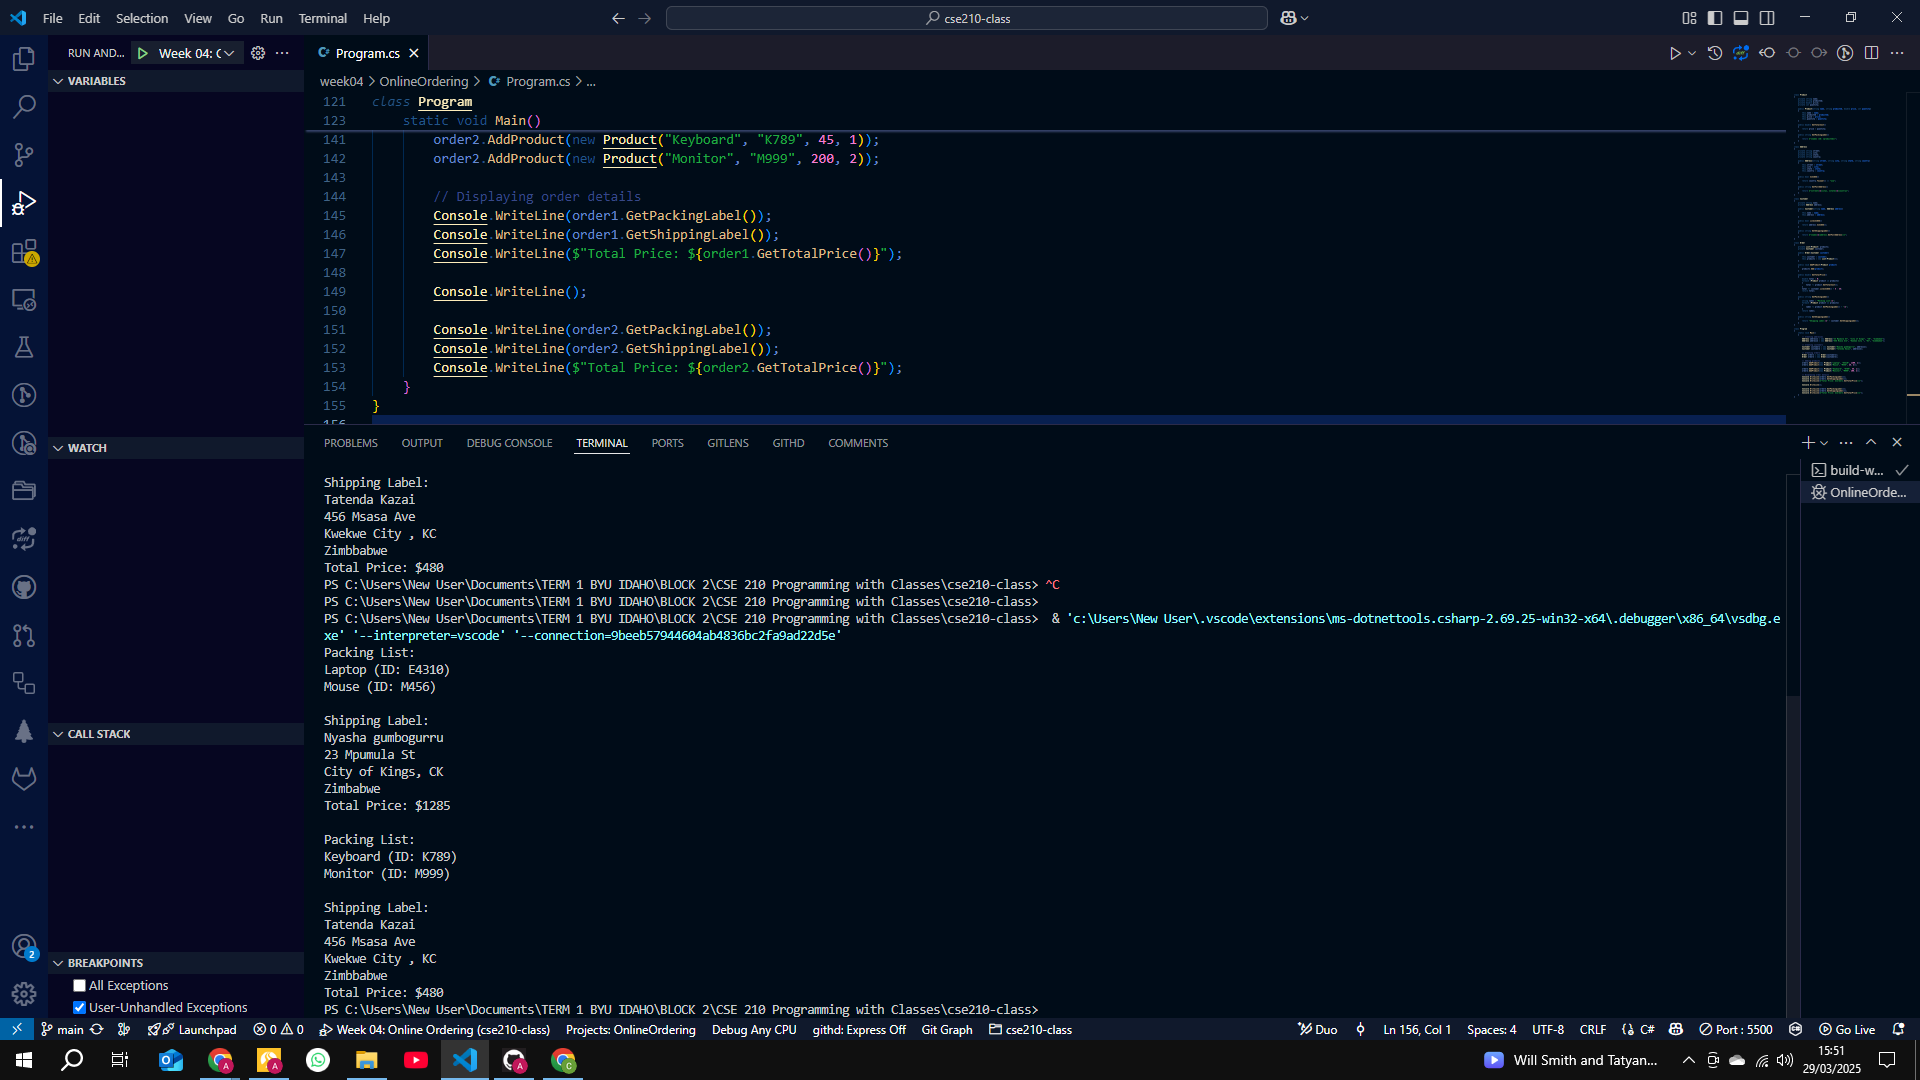 File Edit Selection View Go Run Terminal Help
cse210-class
RUN AND... Week 04: C
Program.cs
VARIABLES
WATCH
CALL STACK
BREAKPOINTS
All Exceptions
User-Unhandled Exceptions
week04 > OnlineOrdering > Program.cs > ...
121 class Program
123 static void Main()
141 order2.AddProduct(new Product("Keyboard", "K789", 45, 1));
142 order2.AddProduct(new Product("Monitor", "M999", 200, 2));
143
144 // Displaying order details
145 Console.WriteLine(order1.GetPackingLabel());
146 Console.WriteLine(order1.GetShippingLabel());
147 Console.WriteLine($"Total Price: ${order1.GetTotalPrice()}");
148
149 Console.WriteLine();
150
151 Console.WriteLine(order2.GetPackingLabel());
152 Console.WriteLine(order2.GetShippingLabel());
153 Console.WriteLine($"Total Price: ${order2.GetTotalPrice()}");
154 }
155 }
156
PROBLEMS OUTPUT DEBUG CONSOLE TERMINAL PORTS GITLENS GITHD COMMENTS
build-w...
OnlineOrde...
Shipping Label:
Tatenda Kazai
456 Msasa Ave
Kwekwe City , KC
Zimbbabwe
Total Price: $480
PS C:\Users\New User\Documents\TERM 1 BYU IDAHO\BLOCK 2\CSE 210 Programming with Classes\cse210-class> ^C
PS C:\Users\New User\Documents\TERM 1 BYU IDAHO\BLOCK 2\CSE 210 Programming with Classes\cse210-class>
PS C:\Users\New User\Documents\TERM 1 BYU IDAHO\BLOCK 2\CSE 210 Programming with Classes\cse210-class> & 'c:\Users\New User\.vscode\extensions\ms-dotnettools.csharp-2.69.25-win32-x64\.debugger\x86_64\vsdbg.e
xe' '--interpreter=vscode' '--connection=9beeb57944604ab4836bc2fa9ad22d5e'
Packing List:
Laptop (ID: E4310)
Mouse (ID: M456)
Shipping Label:
Nyasha gumbogurru
23 Mpumula St
City of Kings, CK
Zimbabwe
Total Price: $1285
Packing List:
Keyboard (ID: K789)
Monitor (ID: M999)
Shipping Label:
Tatenda Kazai
456 Msasa Ave
Kwekwe City , KC
Zimbbabwe
Total Price: $480
PS C:\Users\New User\Documents\TERM 1 BYU IDAHO\BLOCK 2\CSE 210 Programming with Classes\cse210-class>
2
main Launchpad 0 0 Week 04: Online Ordering (cse210-class) Projects: OnlineOrdering Debug Any CPU githd: Express Off Git Graph cse210-class Duo Ln 156, Col 1 Spaces: 4 UTF-8 CRLF {} C# Port : 5500 Go Live
Will Smith and Tatyan...
15:51
29/03/2025